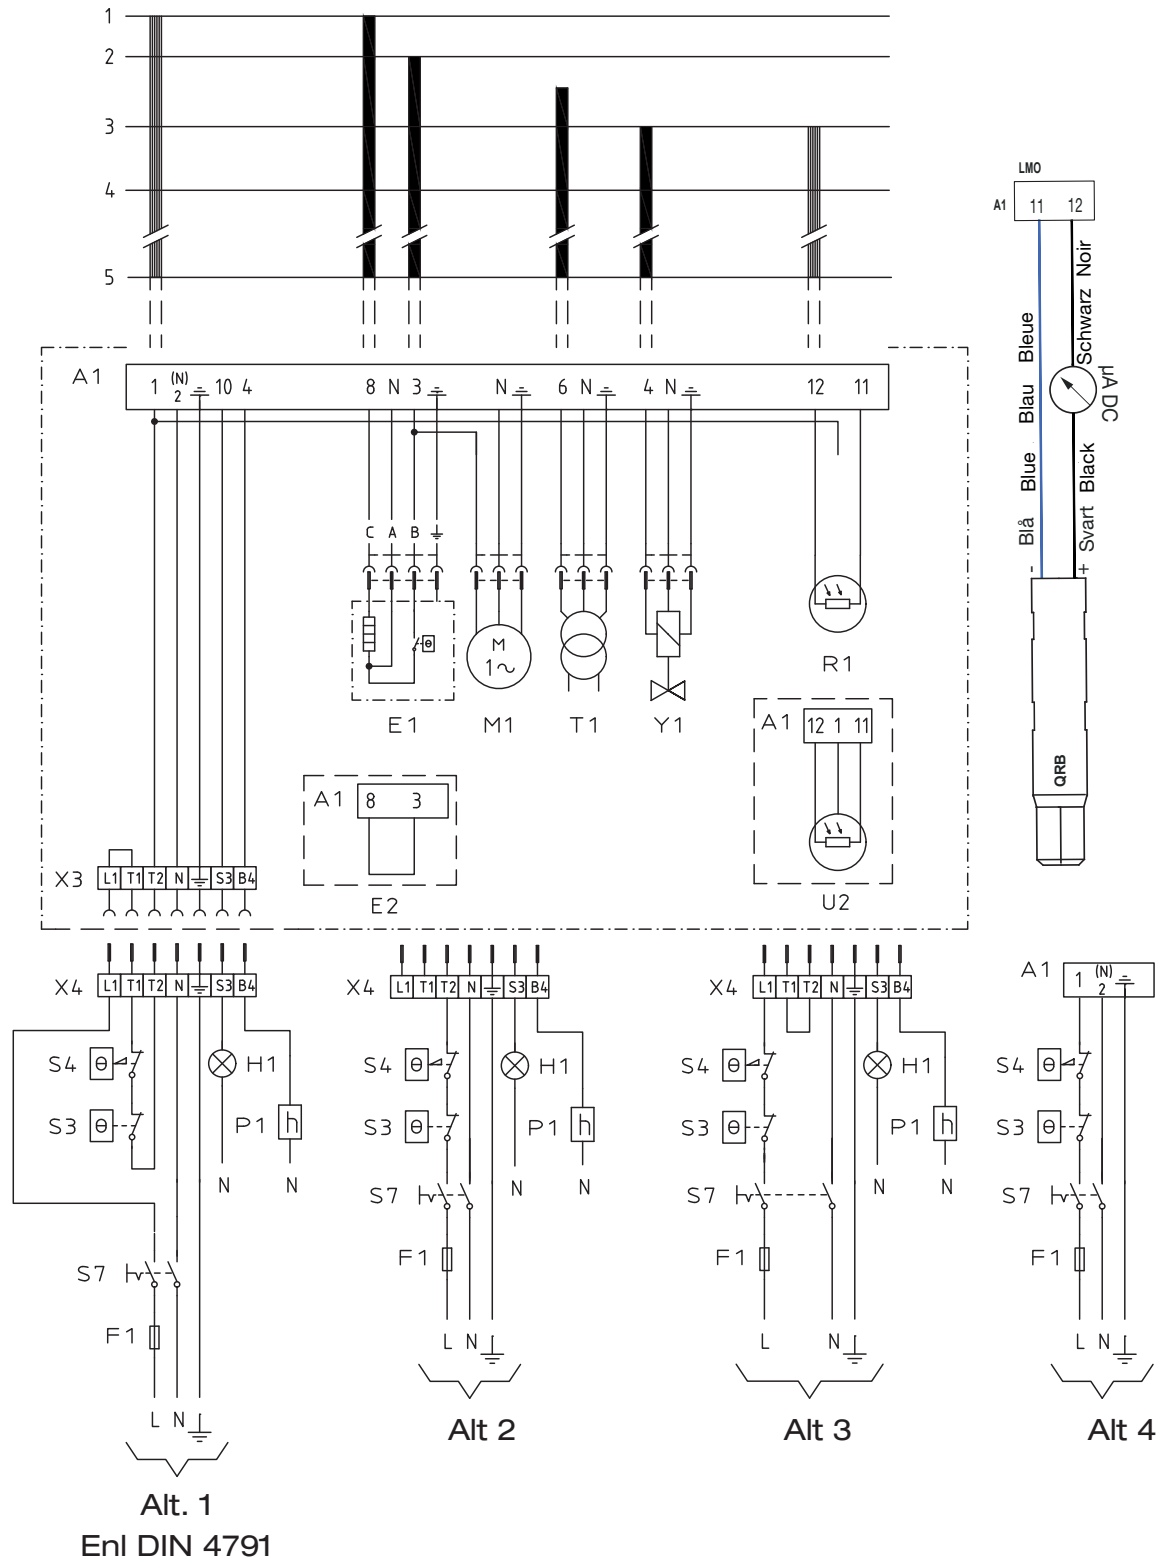 1
2
3
4
5
LMO
A1 11 12
Blå Blue Blau Bleue
Schwarz Noir
µA DC
Svart Black
- +
QRB
A1 1 (N) 2 10 4 8 N 3 N 6 N 4 N 12 11
C A B
θ
M
1~
E1 M1 T1 Y1 R1
A1 8 3
E2
A1 12 1 11
U2
X3 L1 T1 T2 N S3 B4
X4 L1 T1 T2 N S3 B4
S4 θ H1
S3 θ P1 h
N N
S7
F1
L N
Alt. 1
Enl DIN 4791
X4 L1 T1 T2 N S3 B4
S4 θ H1
S3 θ P1 h
S7 N N
F1
L N
Alt 2
X4 L1 T1 T2 N S3 B4
S4 θ H1
S3 θ P1 h
S7 N N
F1
L N
Alt 3
A1 1 (N) 2
S4 θ
S3 θ
S7
F1
L N
Alt 4